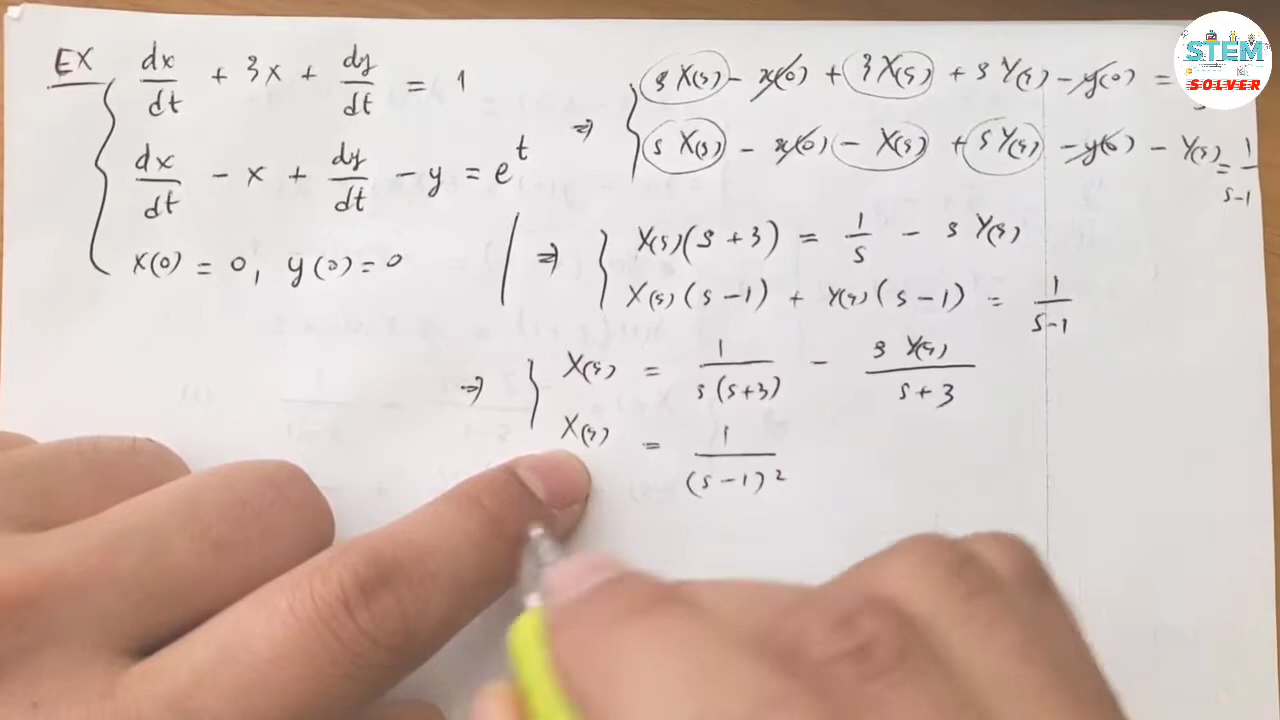 EX dx/dt + 3x + dy/dt = 1
dx/dt - x + dy/dt - y = e^t
x(0) = 0, y(0) = 0
⇒ s X(s) - x(0) + 3X(s) + s Y(s) - y(0) =
s X(s) - x(0) - X(s) + s Y(s) - y(0) - Y(s) = 1/s-1
⇒ X(s)(s+3) = 1/s - s Y(s)
X(s)(s-1) + Y(s)(s-1) = 1/s-1
⇒ X(s) = 1/s(s+3) - s Y(s)/s+3
X(s) = 1/(s-1)²
STEM
SOLVER